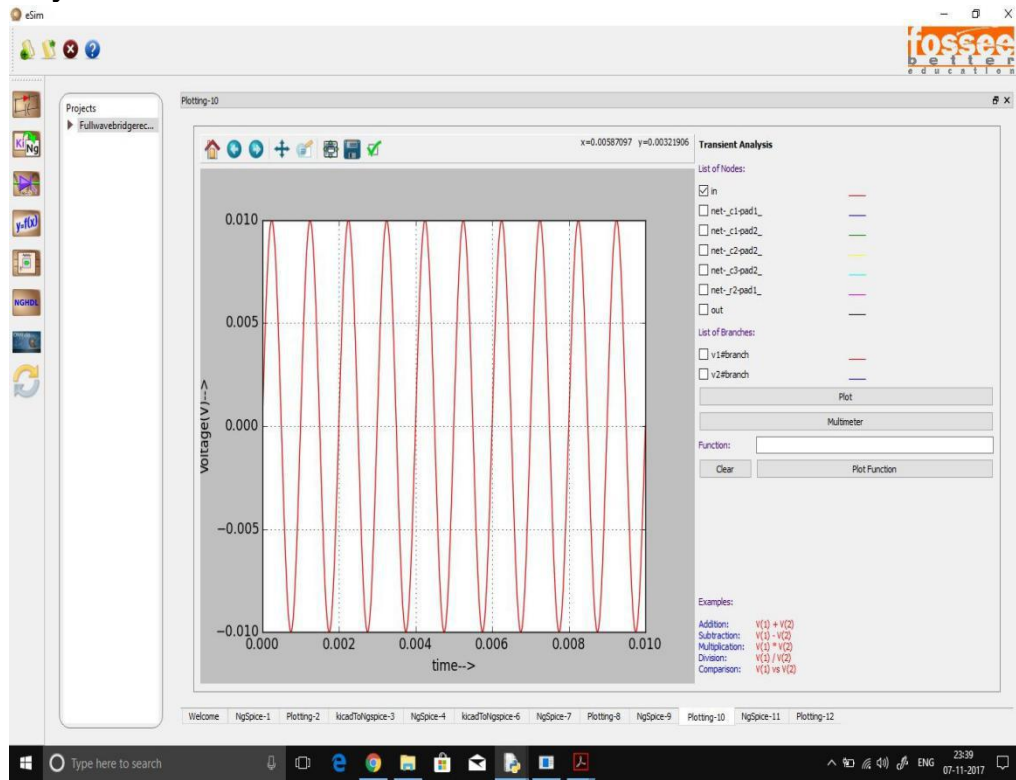 eSim
fossee
better
education
Projects
Fullwavebridgerec...
Plotting-10
x=0.00587097 y=0.00321906
Transient Analysis
List of Nodes:
in
net-_c1-pad1_
net-_c1-pad2_
net-_c2-pad2_
net-_c3-pad2_
net-_r2-pad1_
out
List of Branches:
v1#branch
v2#branch
Plot
Multimeter
Function:
Clear
Plot Function
Examples:
Addition: V(1) + V(2)
Subtraction: V(1) - V(2)
Multiplication: V(1) * V(2)
Division: V(1) / V(2)
Comparison: V(1) vs V(2)
Ki
Ng
y=f(x)
NGHDL
0.010
0.005
0.000
−0.005
−0.010
Voltage(V)-->
0.000 0.002 0.004 0.006 0.008 0.010
time-->
Welcome NgSpice-1 Plotting-2 kicadToNgspice-3 NgSpice-4 kicadToNgspice-6 NgSpice-7 Plotting-8 NgSpice-9 Plotting-10 NgSpice-11 Plotting-12
Type here to search
ENG
23:39
07-11-2017